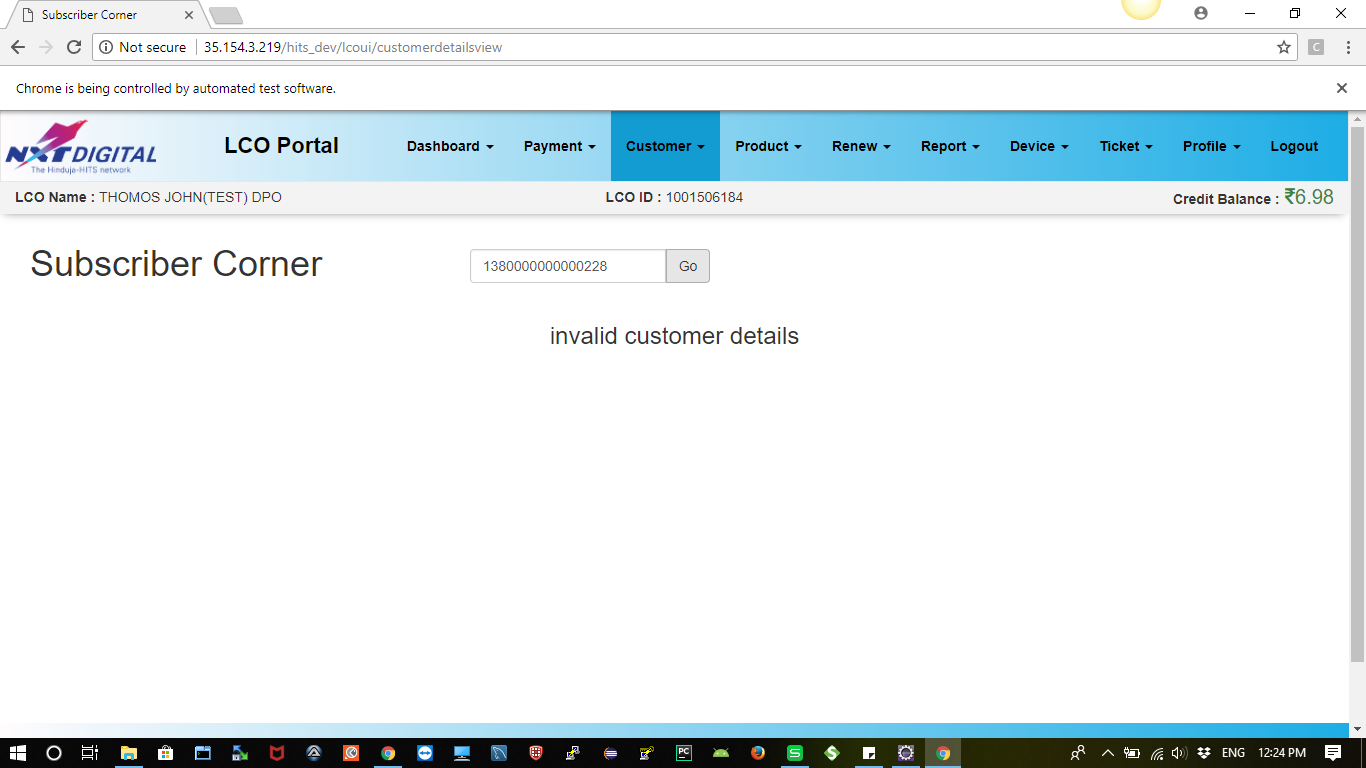 Subscriber Corner
Not secure 35.154.3.219/hits_dev/lcoui/customerdetailsview
C
Chrome is being controlled by automated test software.
NXTDIGITAL
The Hinduja-HITS network
LCO Portal Dashboard Payment Customer Product Renew Report Device Ticket Profile Logout
LCO Name : THOMOS JOHN(TEST) DPO LCO ID : 1001506184 Credit Balance : ₹6.98
Subscriber Corner 1380000000000228 Go
invalid customer details
PC S S ENG 12:24 PM